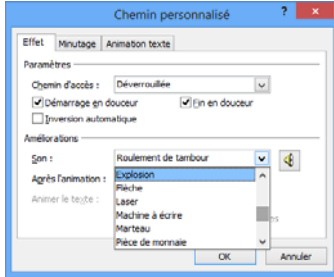 Chemin personnalisé ?
Effet Minutage Animation texte
Paramètres
Chemin d'accès : Déverrouillée
Démarrage en douceur Fin en douceur
Inversion automatique
Améliorations
Son : Roulement de tambour
Après l'animation :
Explosion
Flèche
Animer le texte :
Laser
Machine à écrire
Marteau
Pièce de monnaie
OK Annuler